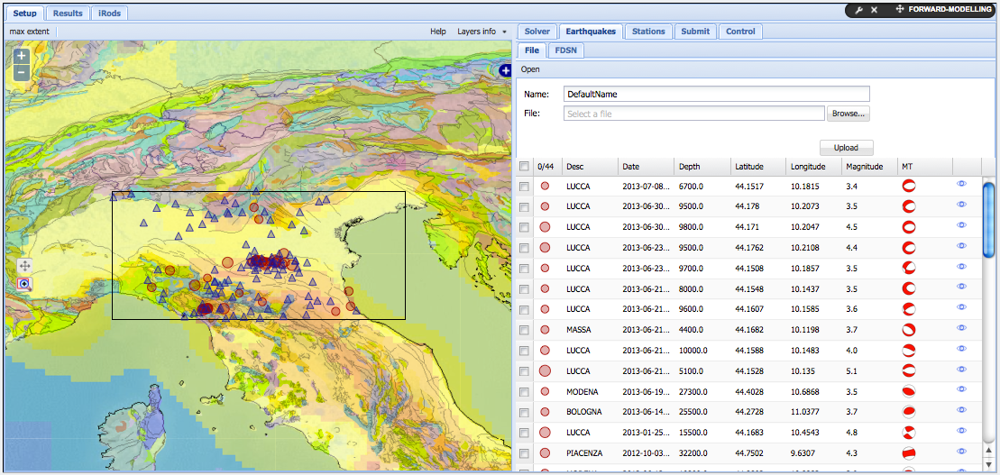 Setup Results iRods FORWARD-MODELLING
max extent Help Layers info
Solver Earthquakes Stations Submit Control
File FDSN
Open
Name: DefaultName
File: Select a file Browse...
Upload
0/44 Desc Date Depth Latitude Longitude Magnitude MT
LUCCA 2013-07-08... 6700.0 44.1517 10.1815 3.4
LUCCA 2013-06-30... 9500.0 44.178 10.2073 3.5
LUCCA 2013-06-30... 9800.0 44.171 10.2047 4.5
LUCCA 2013-06-23... 9500.0 44.1762 10.2108 4.4
LUCCA 2013-06-23... 9700.0 44.1508 10.1857 3.5
LUCCA 2013-06-21... 8000.0 44.1548 10.1437 3.5
LUCCA 2013-06-21... 9600.0 44.1607 10.1585 3.6
MASSA 2013-06-21... 4400.0 44.1682 10.1198 3.7
LUCCA 2013-06-21... 10000.0 44.1588 10.1483 4.0
LUCCA 2013-06-21... 5100.0 44.1528 10.135 5.1
MODENA 2013-06-19... 27300.0 44.4028 10.6868 3.5
BOLOGNA 2013-06-14... 25500.0 44.2728 11.0377 3.7
LUCCA 2013-01-25... 15500.0 44.1683 10.4543 4.8
PIACENZA 2012-10-03... 32200.0 44.7502 9.6307 4.3